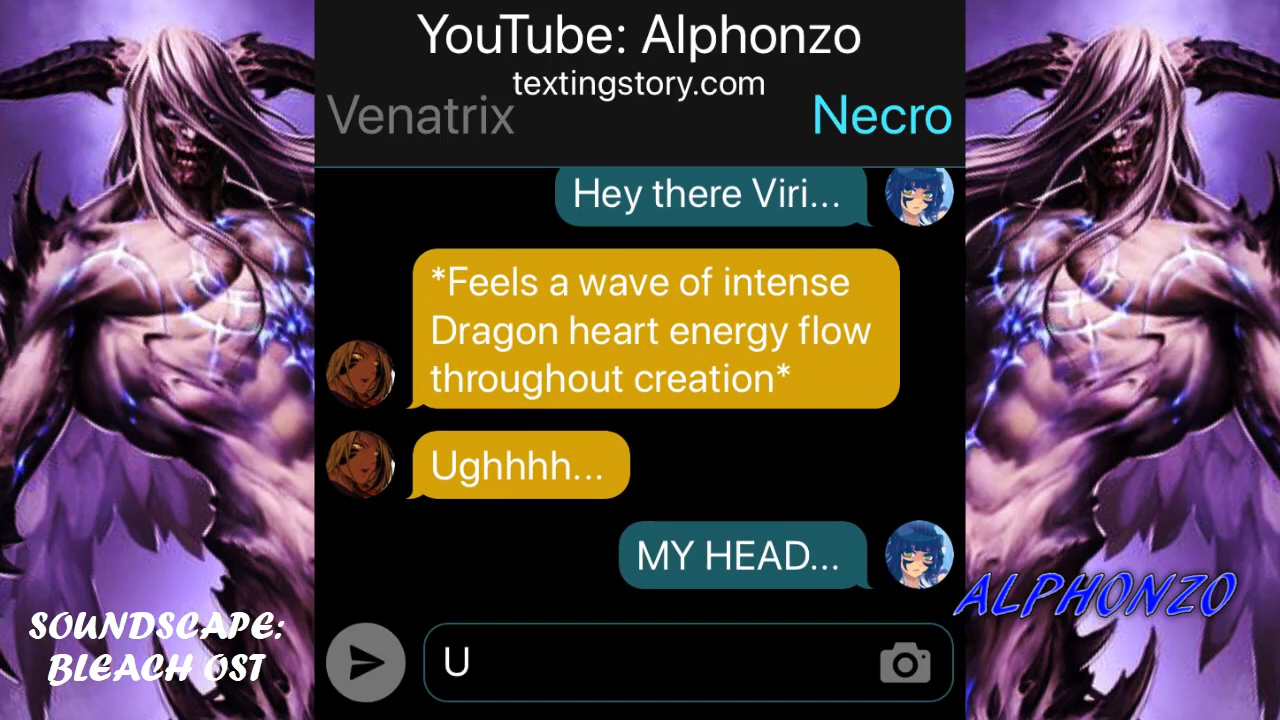 YouTube: Alphonzo
textingstory.com
Venatrix
Necro
Hey there Viri...
*Feels a wave of intense
Dragon heart energy flow
throughout creation*
Ughhhh...
MY HEAD...
U
SOUNDSCAPE:
BLEACH OST
ALPHONZO